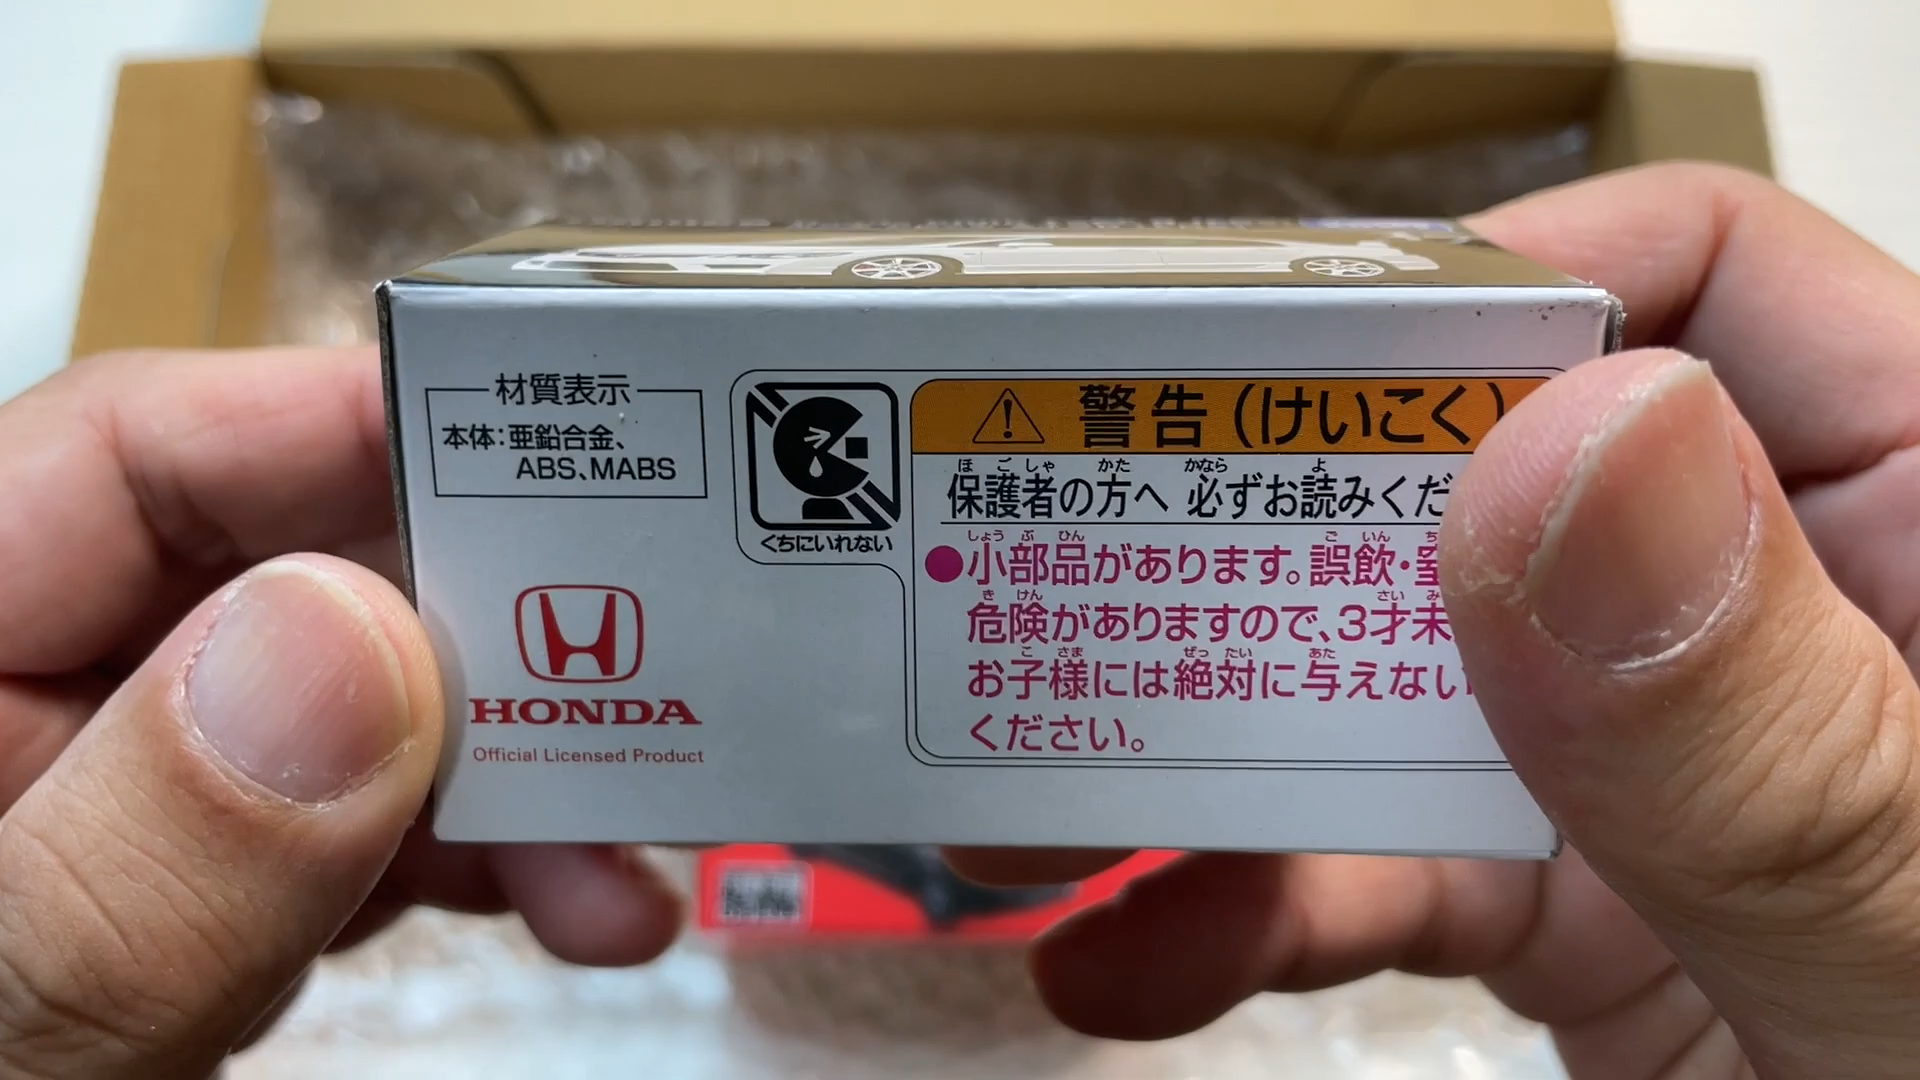 材質表示
本体:亜鉛合金、
ABS、MABS
くちにいれない
HONDA
Official Licensed Product
警告(けいこく)
ほごしゃ かた かなら よ
保護者の方へ 必ずお読みくだ
しょうぶひん ごいん ち
●小部品があります。誤飲・窒
きけん さいみ
危険がありますので、3才未
こさま ぜったい あた
お子様には絶対に与えない
ください。